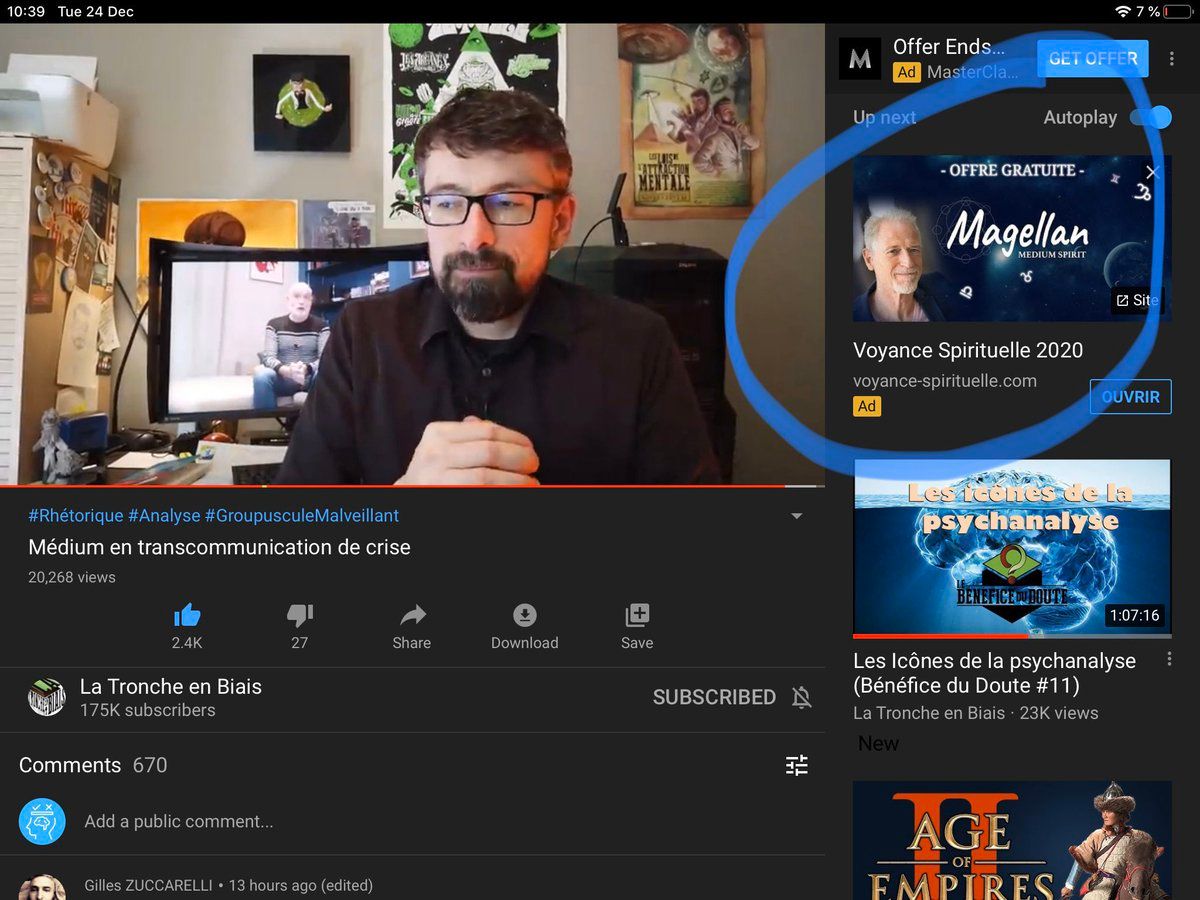 10:39 Tue 24 Dec
7 %
LES LOIS DE
L'ATTRACTION
MENTALE
#Rhétorique #Analyse #GroupusculeMalveillant
Médium en transcommunication de crise
20,268 views
2.4K
27
Share
Download
Save
La Tronche en Biais
175K subscribers
SUBSCRIBED
Comments 670
Add a public comment...
Gilles ZUCCARELLI • 13 hours ago (edited)
M
Offer Ends...
Ad MasterCla...
GET OFFER
Up next
Autoplay
- OFFRE GRATUITE -
Magellan
MEDIUM SPIRIT
Site
Voyance Spirituelle 2020
voyance-spirituelle.com
Ad
OUVRIR
Les icônes de la
psychanalyse
LE
BÉNÉFICE DU DOUTE
1:07:16
Les Icônes de la psychanalyse
(Bénéfice du Doute #11)
La Tronche en Biais · 23K views
New
II
AGE
OF
EMPIRES